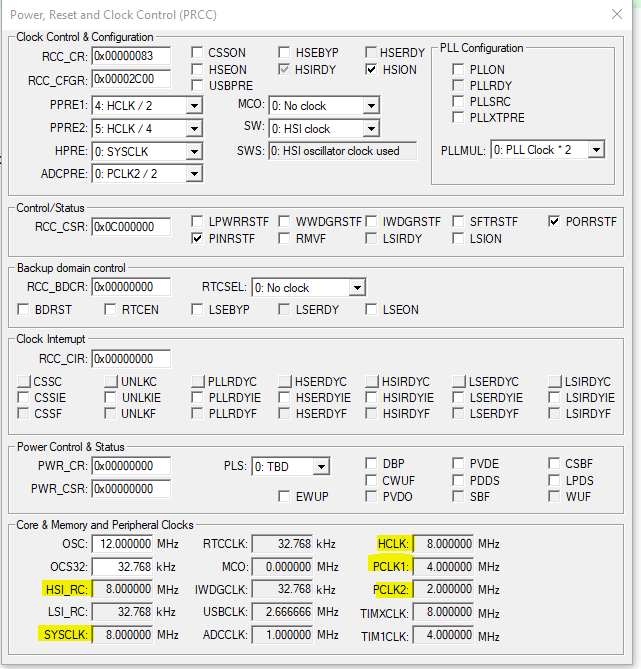 Power, Reset and Clock Control (PRCC)
Clock Control & Configuration
RCC_CR: 0x00000083 CSSON HSEBYP HSERDY PLL Configuration
HSEON HSIRDY HSION PLLON
RCC_CFGR: 0x00002C00 USBPRE PLLRDY
PPRE1: 4: HCLK / 2 MCO: 0: No clock PLLSRC
PLLXTPRE
PPRE2: 5: HCLK / 4 SW: 0: HSI clock
HPRE: 0: SYSCLK SWS: 0: HSI oscillator clock used PLLMUL: 0: PLL Clock * 2
ADCPRE: 0: PCLK2 / 2
Control/Status
RCC_CSR: 0x0C000000 LPWRRSTF WWDGRSTF IWDGRSTF SFTRSTF PORRSTF
PINRSTF RMVF LSIRDY LSION
Backup domain control
RCC_BDCR: 0x00000000 RTCSEL: 0: No clock
BDRST RTCEN LSEBYP LSERDY LSEON
Clock Interrupt
RCC_CIR: 0x00000000
CSSC UNLKC PLLRDYC HSERDYC HSIRDYC LSERDYC LSIRDYC
CSSIE UNLKIE PLLRDYIE HSERDYIE HSIRDYIE LSERDYIE LSIRDYIE
CSSF UNLKF PLLRDYF HSERDYF HSIRDYF LSERDYF LSIRDYF
Power Control & Status
PWR_CR: 0x00000000 PLS: 0: TBD DBP PVDE CSBF
CWUF PDDS LPDS
PWR_CSR: 0x00000000 EWUP PVDO SBF WUF
Core & Memory and Peripheral Clocks
OSC: 12.000000 MHz RTCCLK: 32.768 kHz HCLK: 8.000000 MHz
OCS32: 32.768 kHz MCO: 0.000000 MHz PCLK1: 4.000000 MHz
HSI_RC: 8.000000 MHz IWDGCLK: 32.768 kHz PCLK2: 2.000000 MHz
LSI_RC: 32.768 kHz USBCLK: 2.666666 MHz TIMXCLK: 8.000000 MHz
SYSCLK: 8.000000 MHz ADCCLK: 1.000000 MHz TIM1CLK: 4.000000 MHz